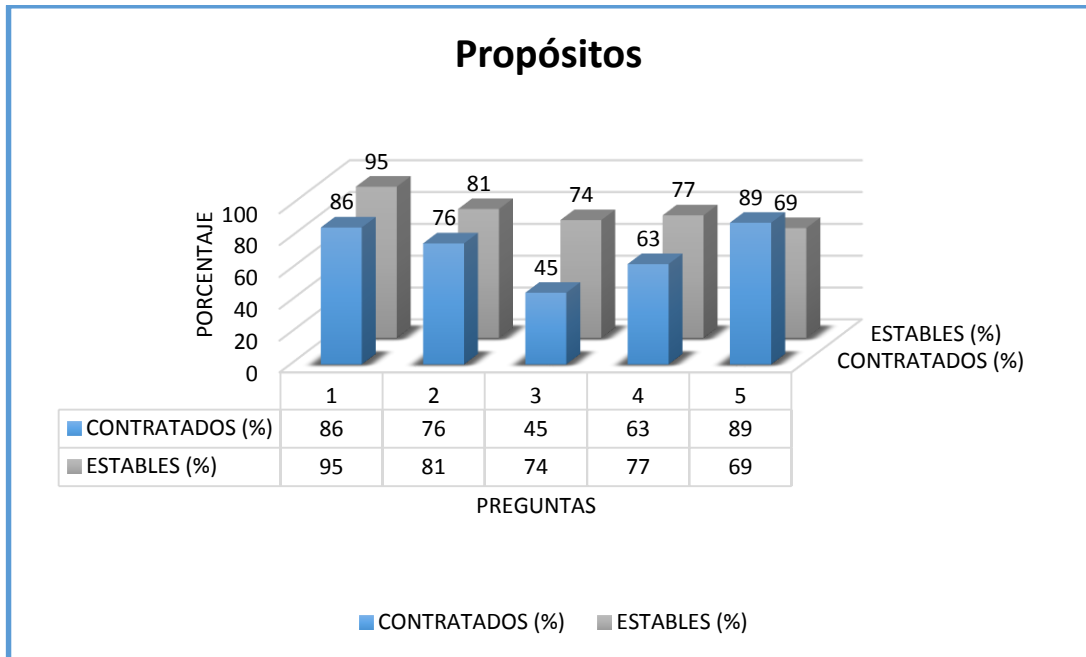 Propósitos
95
86
81
76
74
45
77
63
89
69
PORCENTAJE
100
80
60
40
20
0
ESTABLES (%)
CONTRATADOS (%)
1 2 3 4 5
CONTRATADOS (%) 86 76 45 63 89
ESTABLES (%) 95 81 74 77 69
PREGUNTAS
CONTRATADOS (%) ESTABLES (%)